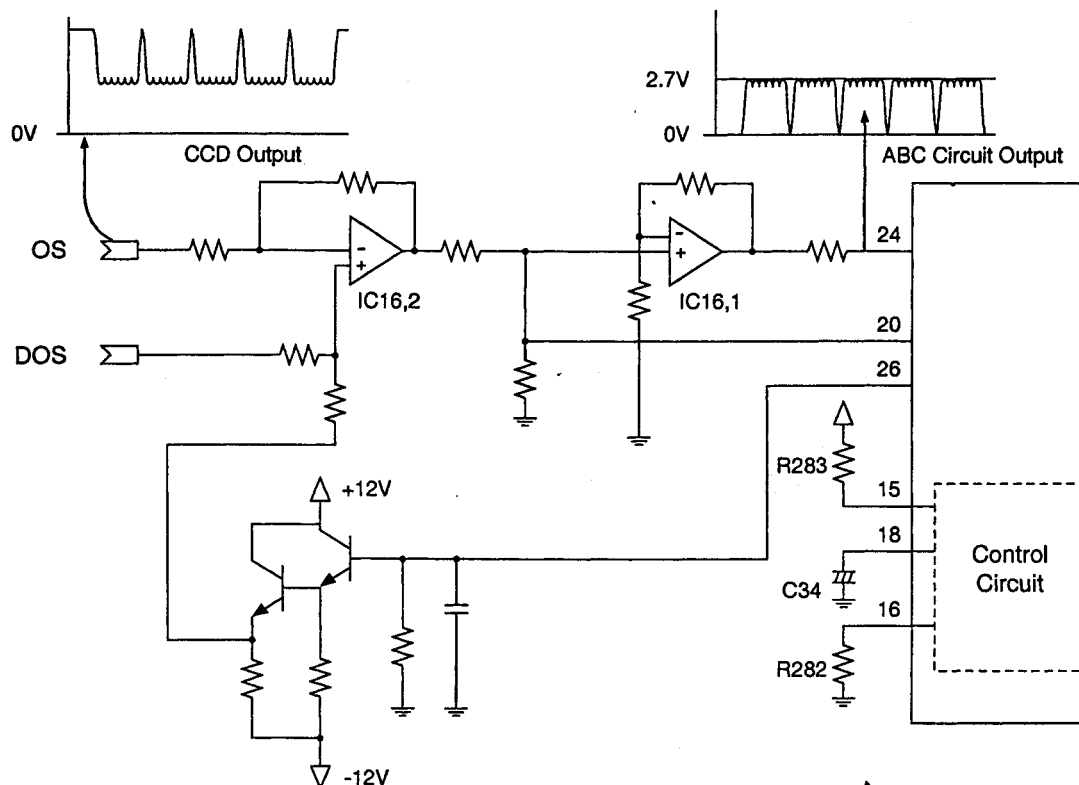 2.7V
0V
0V
CCD Output
ABC Circuit Output
OS
24
IC16,2
IC16,1
20
DOS
26
R283
+12V
15
18
Control
Circuit
C34
16
R282
-12V
-
+
-
+